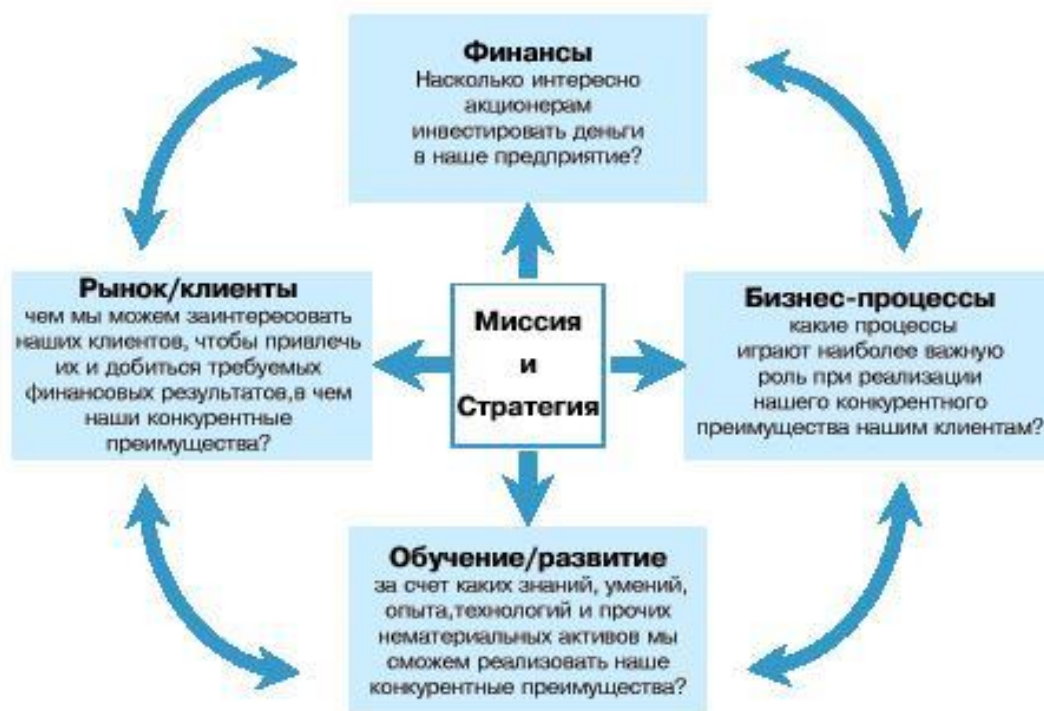 Финансы
Насколько интересно
акционерам
инвестировать деньги
в наше предприятие?
Рынок/клиенты
чем мы можем заинтересовать
наших клиентов, чтобы привлечь
их и добиться требуемых
финансовых результатов,в чем
наши конкурентные
преимущества?
Миссия
и
Стратегия
Бизнес-процессы
какие процессы
играют наиболее важную
роль при реализации
нашего конкурентного
преимущества нашим клиентам?
Обучение/развитие
за счет каких знаний, умений,
опыта,технологий и прочих
нематериальных активов мы
сможем реализовать наше
конкурентные преимущества?